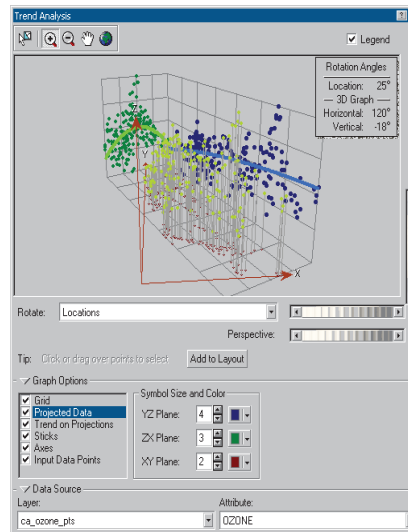 Trend Analysis
?
Legend
Rotation Angles
Location: 25°
3D Graph
Horizontal: 120°
Vertical: -18°
Z
Y
X
Rotate: Locations
Perspective:
Tip: Click or drag over points to select Add to Layout
Graph Options
Grid
Projected Data
Trend on Projections
Sticks
Axes
Input Data Points
Symbol Size and Color
YZ Plane: 4
ZX Plane: 3
XY Plane: 2
Data Source
Layer: Attribute:
ca_ozone_pts OZONE